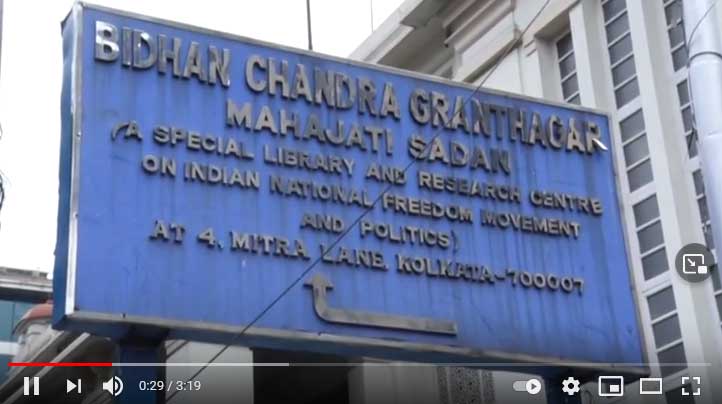 BIDHAN CHANDRA GRANTHAGAR
MAHAJATI SADAN
(A SPECIAL LIBRARY AND RESEARCH CENTRE
ON INDIAN NATIONAL FREEDOM MOVEMENT
AND POLITICS)
AT 4, MITRA LANE, KOLKATA-700007
0:29 / 3:19